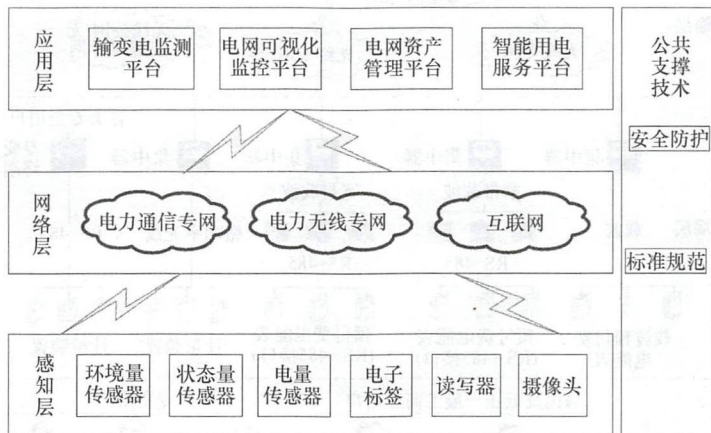 应用层
输变电监测
平台
电网可视化
监控平台
电网资产
管理平台
智能用电
服务平台
公共
支撑
技术
安全防护
标准规范
网络层
电力通信专网
电力无线专网
互联网
感知层
环境量
传感器
状态量
传感器
电量
传感器
电子
标签
读写器
摄像头